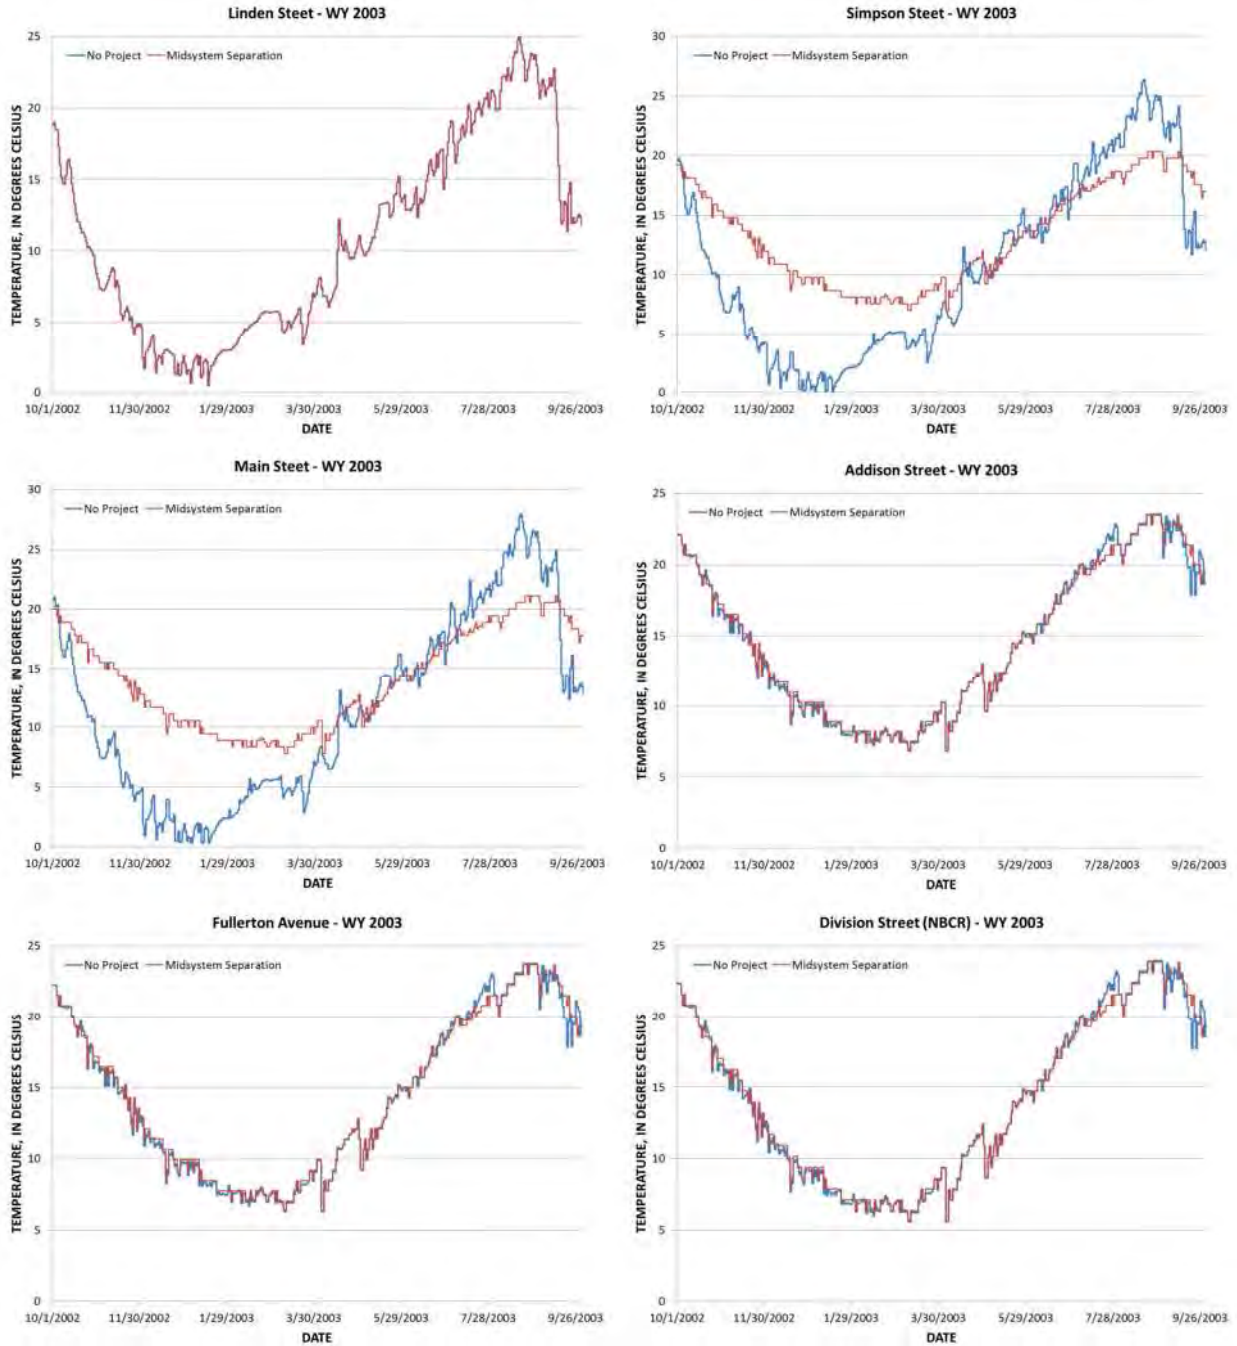 Linden Steet - WY 2003
No Project Midsystem Separation
TEMPERATURE, IN DEGREES CELSIUS
25
20
15
10
5
0
10/1/2002 11/30/2002 1/29/2003 3/30/2003 5/29/2003 7/28/2003 9/26/2003
DATE
Simpson Steet - WY 2003
No Project Midsystem Separation
TEMPERATURE, IN DEGREES CELSIUS
30
25
20
15
10
5
0
10/1/2002 11/30/2002 1/29/2003 3/30/2003 5/29/2003 7/28/2003 9/26/2003
DATE
Main Steet - WY 2003
No Project Midsystem Separation
TEMPERATURE, IN DEGREES CELSIUS
30
25
20
15
10
5
0
10/1/2002 11/30/2002 1/29/2003 3/30/2003 5/29/2003 7/28/2003 9/26/2003
DATE
Addison Street - WY 2003
No Project Midsystem Separation
TEMPERATURE, IN DEGREES CELSIUS
25
20
15
10
5
0
10/1/2002 11/30/2002 1/29/2003 3/30/2003 5/29/2003 7/28/2003 9/26/2003
DATE
Fullerton Avenue - WY 2003
No Project Midsystem Separation
TEMPERATURE, IN DEGREES CELSIUS
25
20
15
10
5
0
10/1/2002 11/30/2002 1/29/2003 3/30/2003 5/29/2003 7/28/2003 9/26/2003
DATE
Division Street (NBCR) - WY 2003
No Project Midsystem Separation
TEMPERATURE, IN DEGREES CELSIUS
25
20
15
10
5
0
10/1/2002 11/30/2002 1/29/2003 3/30/2003 5/29/2003 7/28/2003 9/26/2003
DATE